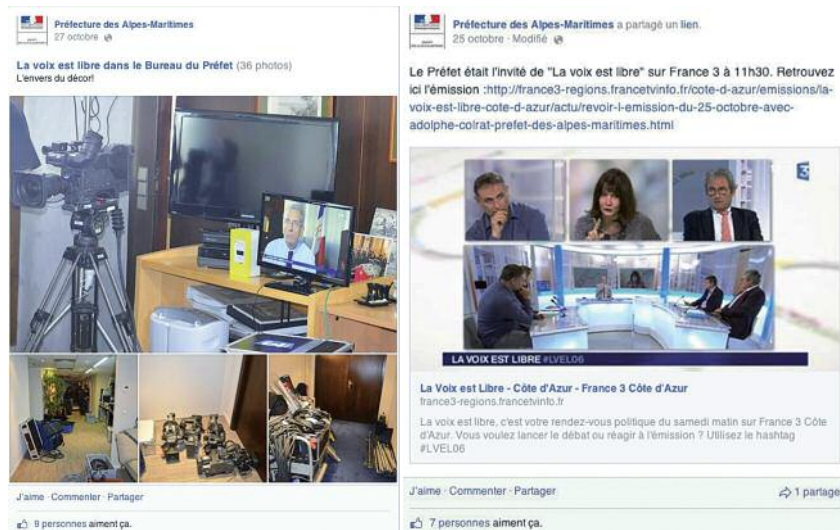 Préfecture des Alpes-Maritimes
27 octobre
La voix est libre dans le Bureau du Préfet (36 photos)
L'envers du décor!
J'aime · Commenter · Partager
9 personnes aiment ça.
Préfecture des Alpes-Maritimes a partagé un lien.
25 octobre · Modifié
Le Préfet était l'invité de "La voix est libre" sur France 3 à 11h30. Retrouvez
ici l'émission :http://france3-regions.francetvinfo.fr/cote-d-azur/emissions/la-
voix-est-libre-cote-d-azur/actu/revoir-l-emission-du-25-octobre-avec-
adolphe-colrat-prefet-des-alpes-maritimes.html
3
LA VOIX EST LIBRE #LVEL06
La Voix est Libre - Côte d'Azur - France 3 Côte d'Azur
france3-regions.francetvinfo.fr
La voix est libre, c'est votre rendez-vous politique du samedi matin sur France 3 Côte
d'Azur. Vous voulez lancer le débat ou réagir à l'émission ? Utilisez le hashtag
#LVEL06
J'aime · Commenter · Partager
1 partage
7 personnes aiment ça.